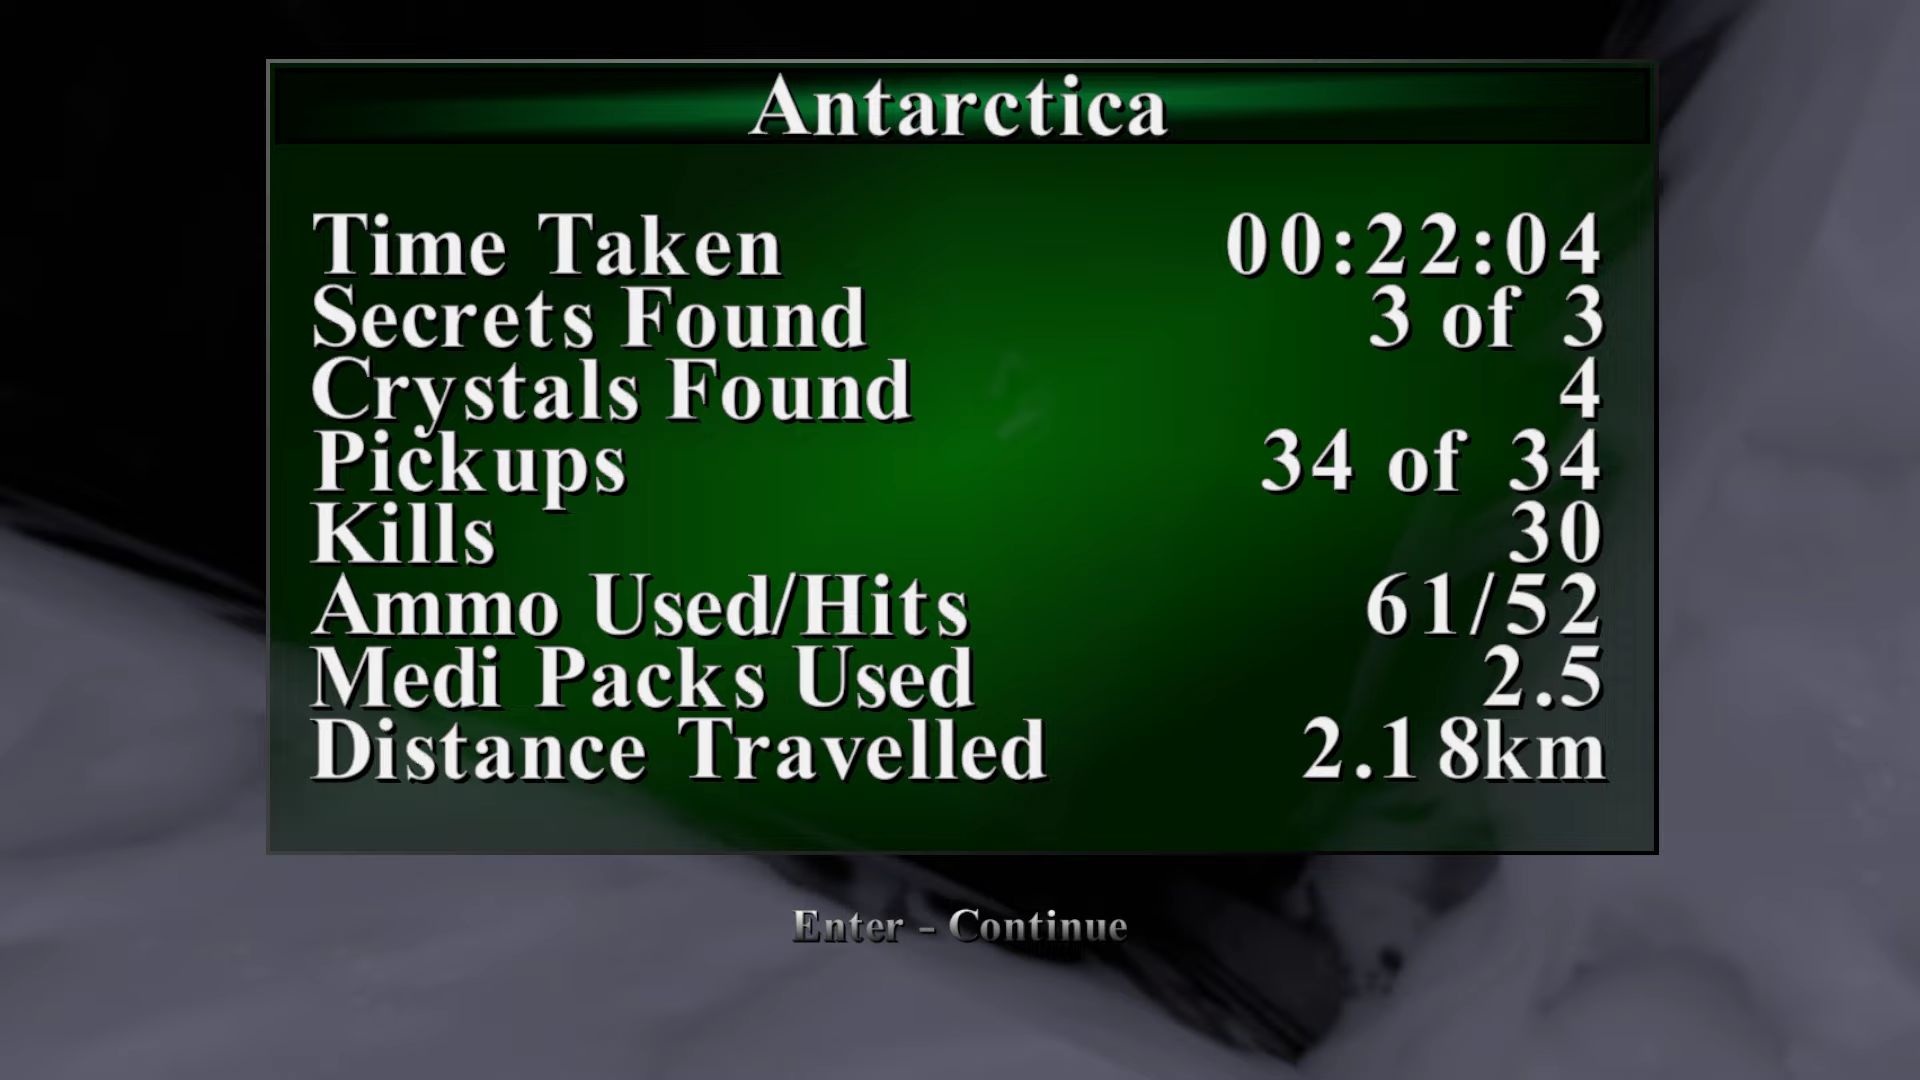 Antarctica
Time Taken 00:22:04
Secrets Found 3 of 3
Crystals Found 4
Pickups 34 of 34
Kills 30
Ammo Used/Hits 61/52
Medi Packs Used 2.5
Distance Travelled 2.18km
Enter - Continue